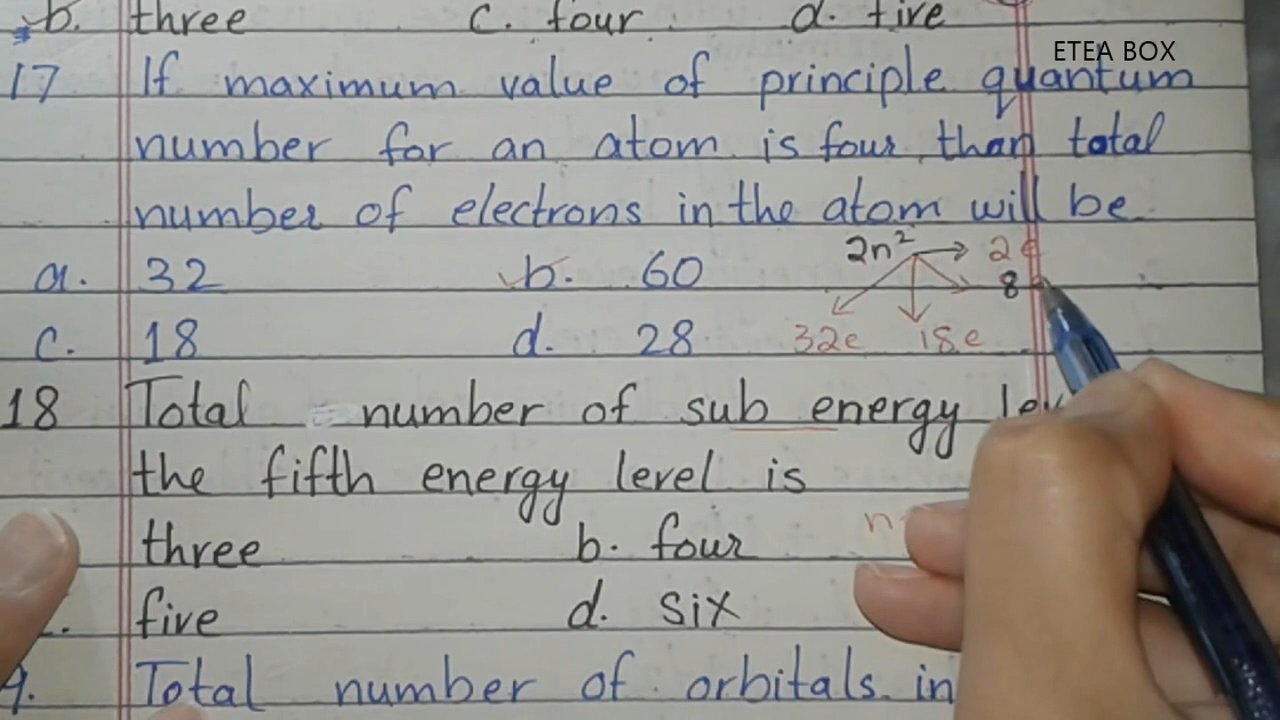 b. three c. four d. five
ETEA BOX
17 If maximum value of principle quantum
number for an atom is four than total
number of electrons in the atom will be
a. 32 b. 60 2n² → 2e
8
c. 18 d. 28 32e 18e
18 Total number of sub energy
the fifth energy level is
three b. four n
five d. six
9. Total number of orbitals in